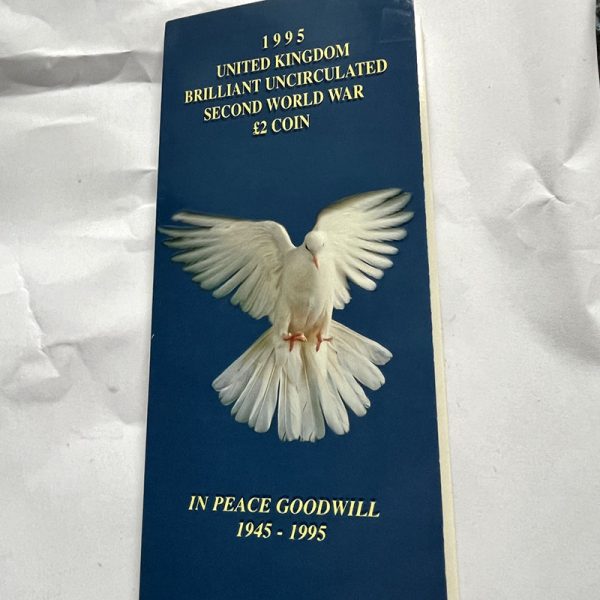 1995
UNITED KINGDOM
BRILLIANT UNCIRCULATED
SECOND WORLD WAR
£2 COIN
IN PEACE GOODWILL
1945 - 1995